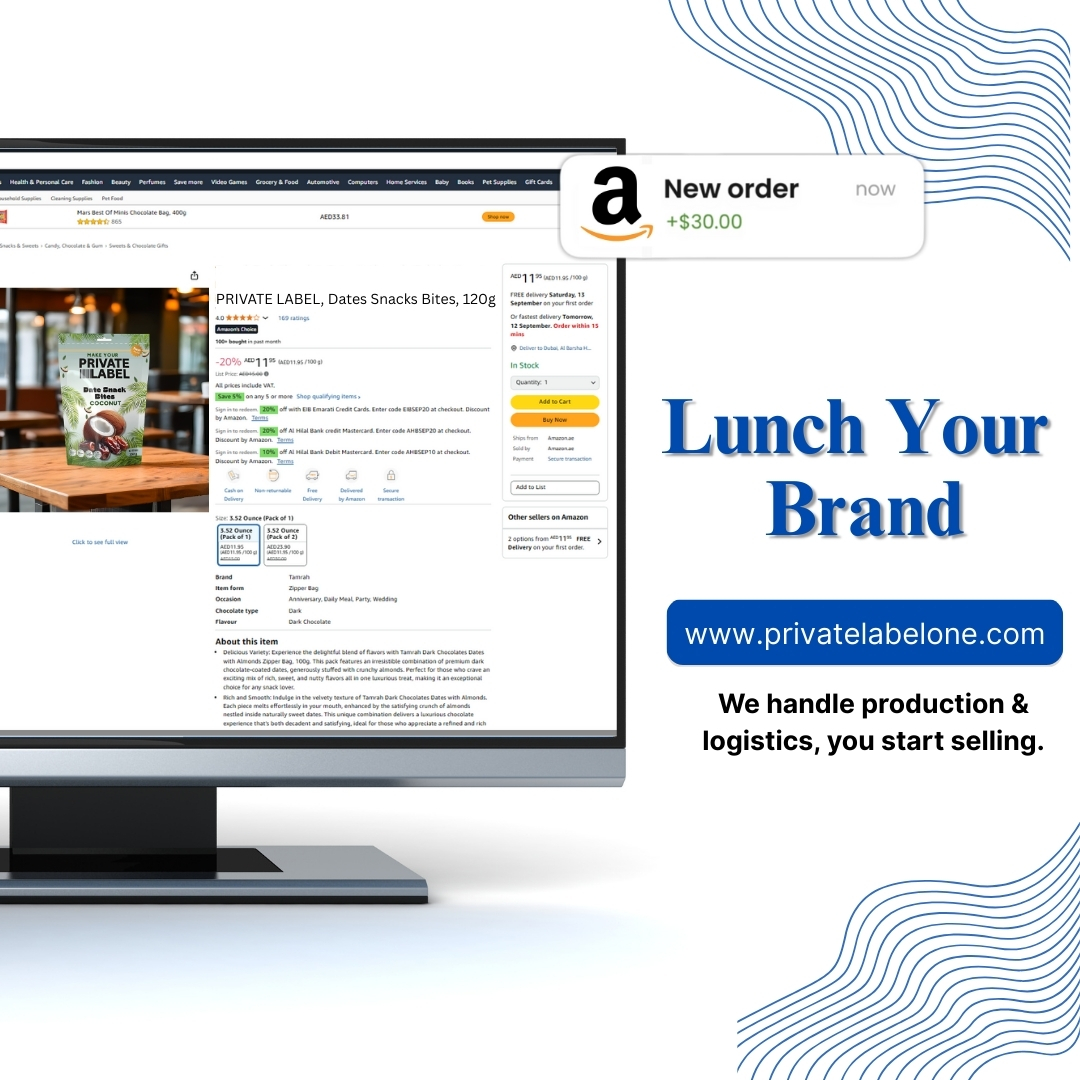 Health & Personal Care Fashion Beauty Perfumes Save more Video Games Grocery & Food Automotive Computers Home Services Baby Books Pet Supplies Gift Cards
Household Supplies Cleaning Supplies Pet Food
Mars Best Of Minis Chocolate Bag, 400g
865
AED33.81
Shop now
Snacks & Sweets › Candy, Chocolate & Gum › Sweets & Chocolate Gifts
a
New order
now
+$30.00
MAKE YOUR
PRIVATE
LABEL
Date Snack
Bites
COCONUT
Click to see full view
PRIVATE LABEL, Dates Snacks Bites, 120g
4.0
169 ratings
Amazon's Choice
100+ bought in past month
-20% AED 11 95 (AED11.95 /100 g)
List Price: AED15.00
All prices include VAT.
Save 5% on any 5 or more Shop qualifying items ›
Sign in to redeem. 20% off with EIB Emarati Credit Cards. Enter code EIBSEP20 at checkout. Discount
by Amazon. Terms
Sign in to redeem. 20% off Al Hilal Bank credit Mastercard. Enter code AHBSEP20 at checkout.
Discount by Amazon. Terms
Sign in to redeem. 10% off Al Hilal Bank Debit Mastercard. Enter code AHBSEP10 at checkout.
Discount by Amazon. Terms
Cash on
Delivery
Non-returnable
Free
Delivery
Delivered
by Amazon
Secure
transaction
Size: 3.52 Ounce (Pack of 1)
3.52 Ounce
(Pack of 1)
AED11.95
(AED11.95 /100 g)
3.52 Ounce
(Pack of 2)
AED23.90
(AED11.95 /100 g)
Brand Tamrah
Item form Zipper Bag
Occasion Anniversary, Daily Meal, Party, Wedding
Chocolate type Dark
Flavour Dark Chocolate
About this item
• Delicious Variety: Experience the delightful blend of flavors with Tamrah Dark Chocolates Dates
with Almonds Zipper Bag, 100g. This pack features an irresistible combination of premium dark
chocolate-coated dates, generously stuffed with crunchy almonds. Perfect for those who crave an
exciting mix of rich, sweet, and nutty flavors all in one luxurious treat, making it an exceptional
choice for any snack lover.
• Rich and Smooth: Indulge in the velvety texture of Tamrah Dark Chocolates Dates with Almonds.
Each piece melts effortlessly in your mouth, enhanced by the satisfying crunch of almonds
nestled inside naturally sweet dates. This unique combination delivers a luxurious chocolate
experience that's both decadent and satisfying, ideal for those who appreciate a refined and rich
AED 11 95 (AED11.95 /100 g)
FREE delivery Saturday, 13
September on your first order
Or fastest delivery Tomorrow,
12 September. Order within 15
mins
Deliver to Dubai, Al Barsha H...
In Stock
Quantity: 1
Add to Cart
Buy Now
Ships from Amazon.ae
Sold by Amazon.ae
Payment Secure transaction
Add to List
Other sellers on Amazon
2 options from AED 11 95 FREE
Delivery on your first order.
Lunch Your
Brand
www.privatelabelone.com
We handle production &
logistics, you start selling.